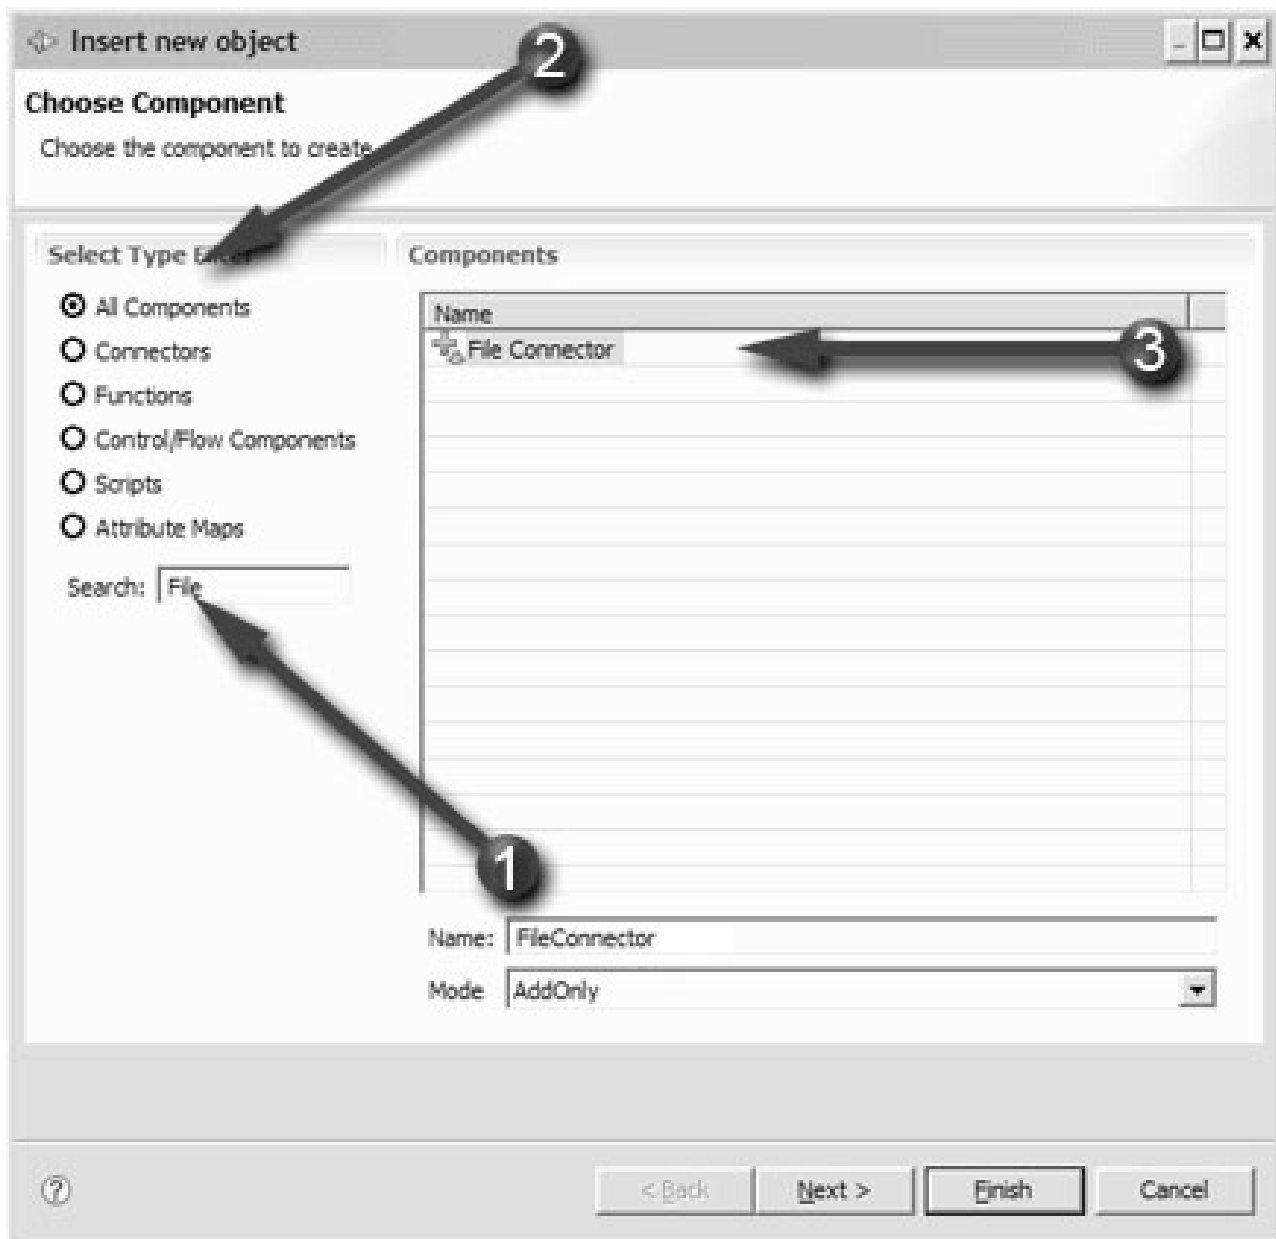 Insert new object
2
Choose Component
Choose the component to create
Select Type
Components
All Components
Name
File Connector
3
Connectors
Functions
Control/Flow Components
Scripts
Attribute Maps
Search: File
1
Name: FileConnector
Mode AddOnly
?
< Back
Next >
Finish
Cancel